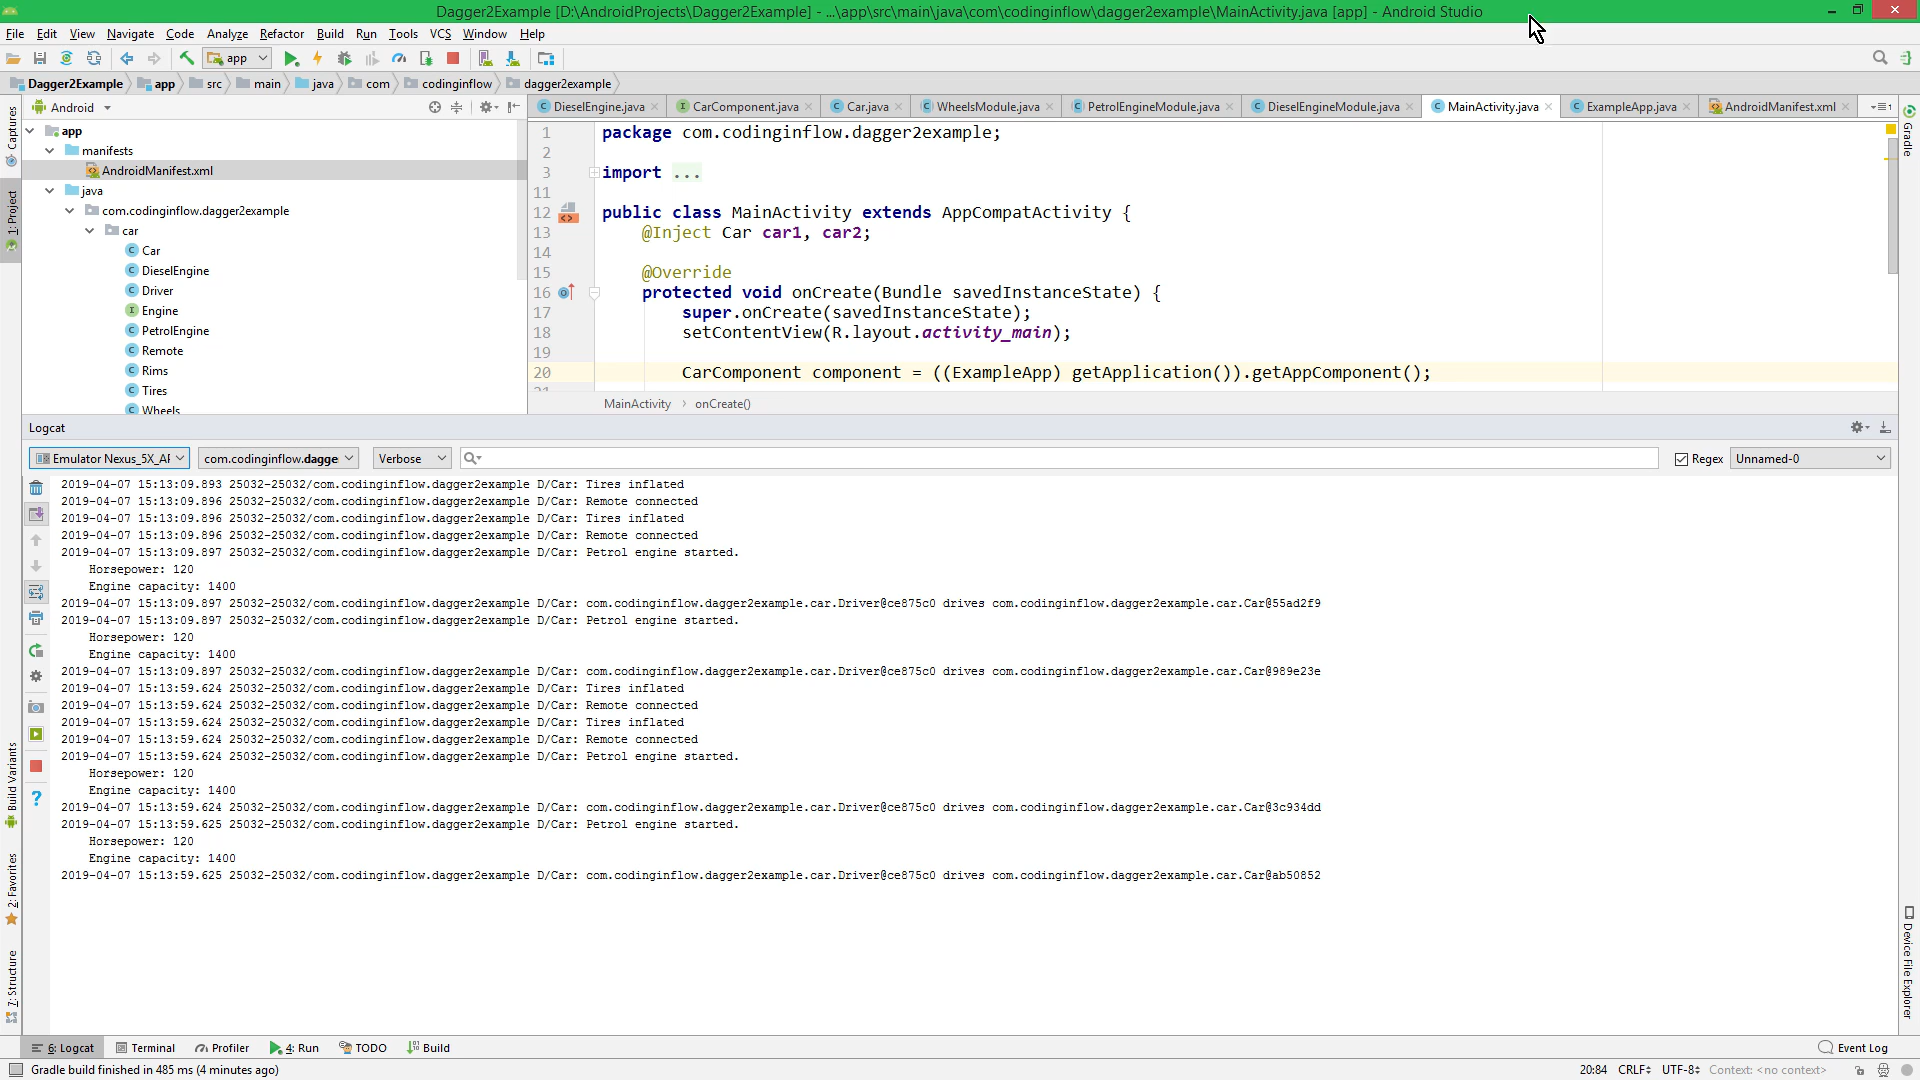 Dagger2Example [D:\AndroidProjects\Dagger2Example] - ...\app\src\main\java\com\codinginflow\dagger2example\MainActivity.java [app] - Android Studio
File Edit View Navigate Code Analyze Refactor Build Run Tools VCS Window Help
app
Dagger2Example app src main java com codinginflow dagger2example
Android
DieselEngine.java CarComponent.java Car.java WheelsModule.java PetrolEngineModule.java DieselEngineModule.java MainActivity.java ExampleApp.java AndroidManifest.xml
Captures
1: Project
app
manifests
AndroidManifest.xml
java
com.codinginflow.dagger2example
car
Car
DieselEngine
Driver
Engine
PetrolEngine
Remote
Rims
Tires
Wheels
1 package com.codinginflow.dagger2example;
2
3 import ...
11
12 public class MainActivity extends AppCompatActivity {
13 @Inject Car car1, car2;
14
15 @Override
16 protected void onCreate(Bundle savedInstanceState) {
17 super.onCreate(savedInstanceState);
18 setContentView(R.layout.activity_main);
19
20 CarComponent component = ((ExampleApp) getApplication()).getAppComponent();
MainActivity › onCreate()
Gradle
Logcat
Emulator Nexus_5X_AP com.codinginflow.dagge Verbose Regex Unnamed-0
2019-04-07 15:13:09.893 25032-25032/com.codinginflow.dagger2example D/Car: Tires inflated
2019-04-07 15:13:09.896 25032-25032/com.codinginflow.dagger2example D/Car: Remote connected
2019-04-07 15:13:09.896 25032-25032/com.codinginflow.dagger2example D/Car: Tires inflated
2019-04-07 15:13:09.896 25032-25032/com.codinginflow.dagger2example D/Car: Remote connected
2019-04-07 15:13:09.897 25032-25032/com.codinginflow.dagger2example D/Car: Petrol engine started.
Horsepower: 120
Engine capacity: 1400
2019-04-07 15:13:09.897 25032-25032/com.codinginflow.dagger2example D/Car: com.codinginflow.dagger2example.car.Driver@ce875c0 drives com.codinginflow.dagger2example.car.Car@55ad2f9
2019-04-07 15:13:09.897 25032-25032/com.codinginflow.dagger2example D/Car: Petrol engine started.
Horsepower: 120
Engine capacity: 1400
2019-04-07 15:13:09.897 25032-25032/com.codinginflow.dagger2example D/Car: com.codinginflow.dagger2example.car.Driver@ce875c0 drives com.codinginflow.dagger2example.car.Car@989e23e
2019-04-07 15:13:59.624 25032-25032/com.codinginflow.dagger2example D/Car: Tires inflated
2019-04-07 15:13:59.624 25032-25032/com.codinginflow.dagger2example D/Car: Remote connected
2019-04-07 15:13:59.624 25032-25032/com.codinginflow.dagger2example D/Car: Tires inflated
2019-04-07 15:13:59.624 25032-25032/com.codinginflow.dagger2example D/Car: Remote connected
2019-04-07 15:13:59.624 25032-25032/com.codinginflow.dagger2example D/Car: Petrol engine started.
Horsepower: 120
Engine capacity: 1400
2019-04-07 15:13:59.624 25032-25032/com.codinginflow.dagger2example D/Car: com.codinginflow.dagger2example.car.Driver@ce875c0 drives com.codinginflow.dagger2example.car.Car@3c934dd
2019-04-07 15:13:59.625 25032-25032/com.codinginflow.dagger2example D/Car: Petrol engine started.
Horsepower: 120
Engine capacity: 1400
2019-04-07 15:13:59.625 25032-25032/com.codinginflow.dagger2example D/Car: com.codinginflow.dagger2example.car.Driver@ce875c0 drives com.codinginflow.dagger2example.car.Car@ab50852
Build Variants
2: Favorites
7: Structure
Device File Explorer
6: Logcat Terminal Profiler 4: Run TODO Build Event Log
Gradle build finished in 485 ms (4 minutes ago) 20:84 CRLF UTF-8 Context: <no context>